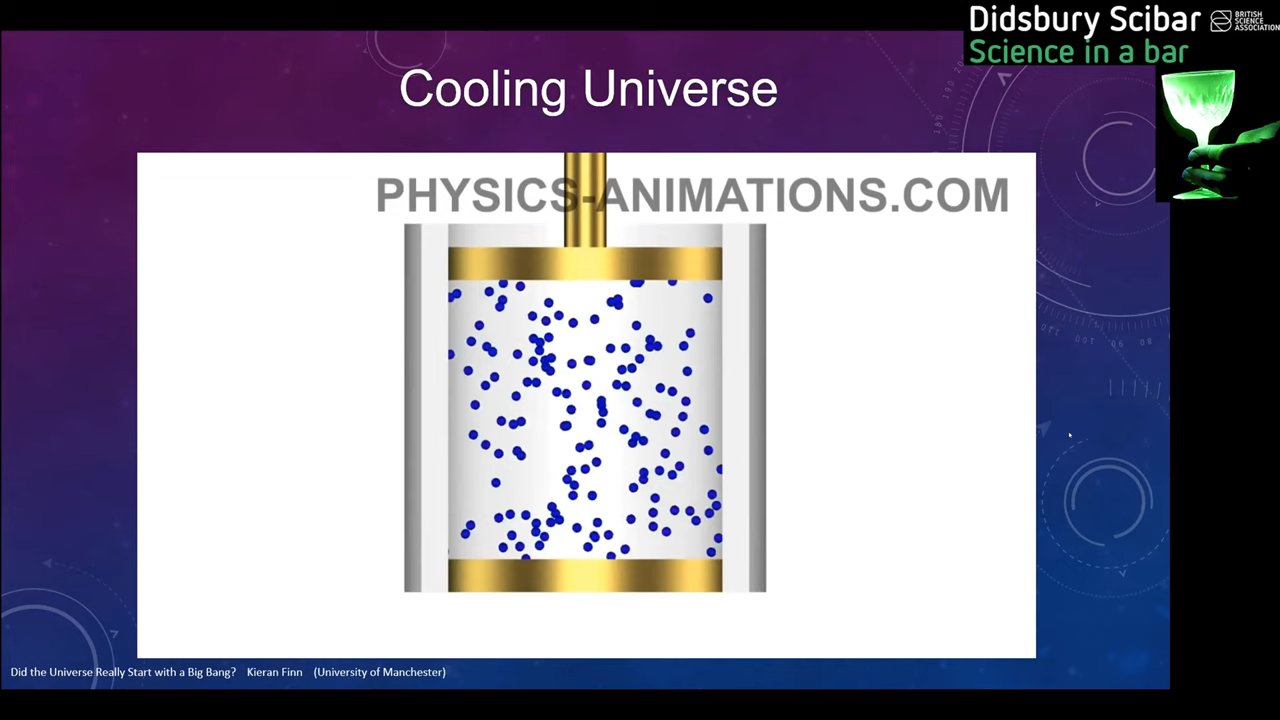 Didsbury Scibar
BRITISH
SCIENCE
ASSOCIATION
Science in a bar
Cooling Universe
PHYSICS-ANIMATIONS.COM
Did the Universe Really Start with a Big Bang? Kieran Finn (University of Manchester)